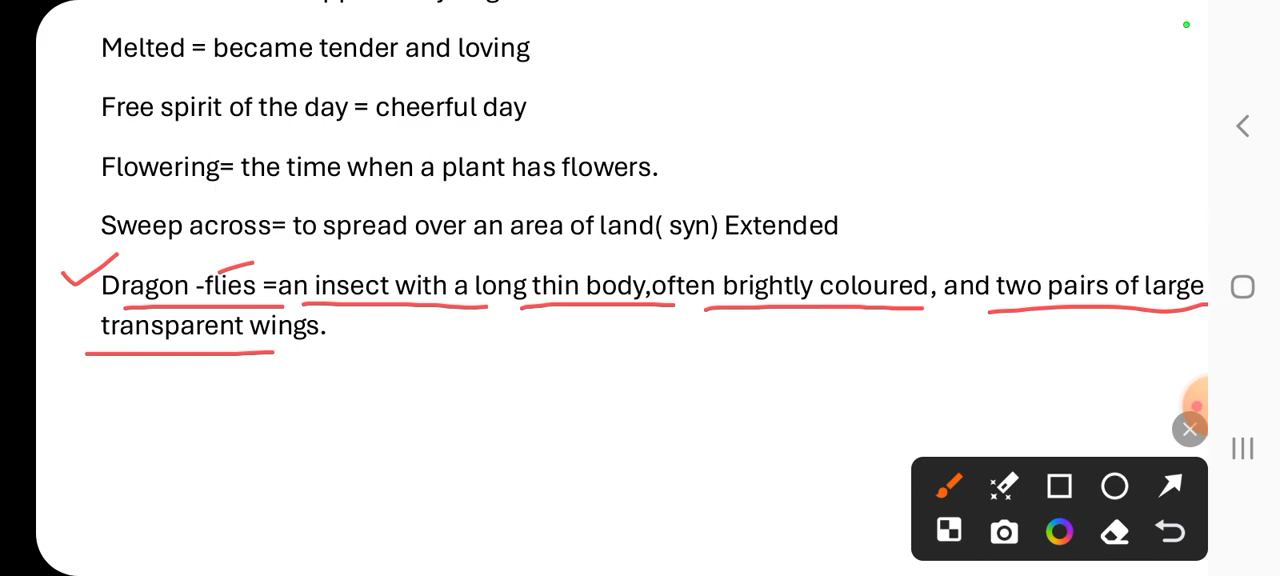 Melted = became tender and loving
Free spirit of the day = cheerful day
Flowering= the time when a plant has flowers.
Sweep across= to spread over an area of land( syn) Extended
Dragon -flies =an insect with a long thin body,often brightly coloured, and two pairs of large
transparent wings.